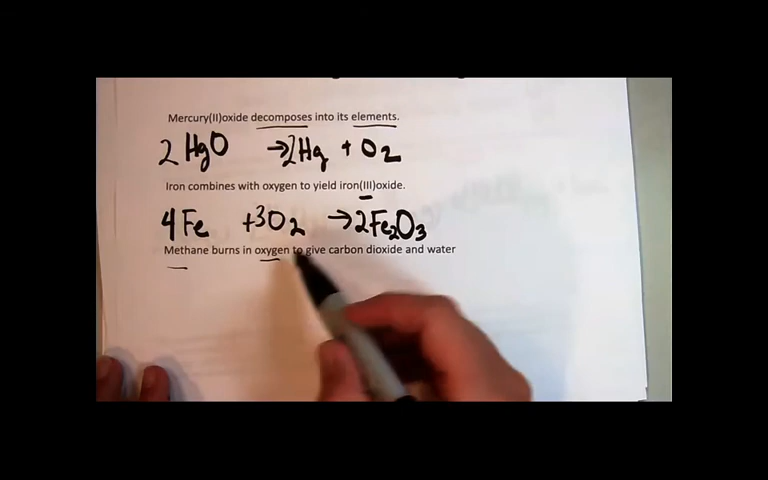 Mercury(II)oxide decomposes into its elements.
2 HgO → 2Hg + O2
Iron combines with oxygen to yield iron(III)oxide.
4Fe + 3O2 → 2Fe2O3
Methane burns in oxygen to give carbon dioxide and water